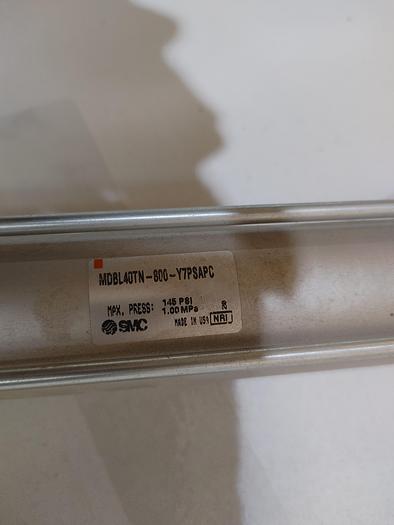 MDBL40TN-800-Y7PSAPC
MAX. PRESS: 145 PSI
1.00 MPa
SMC MADE IN USA NRI